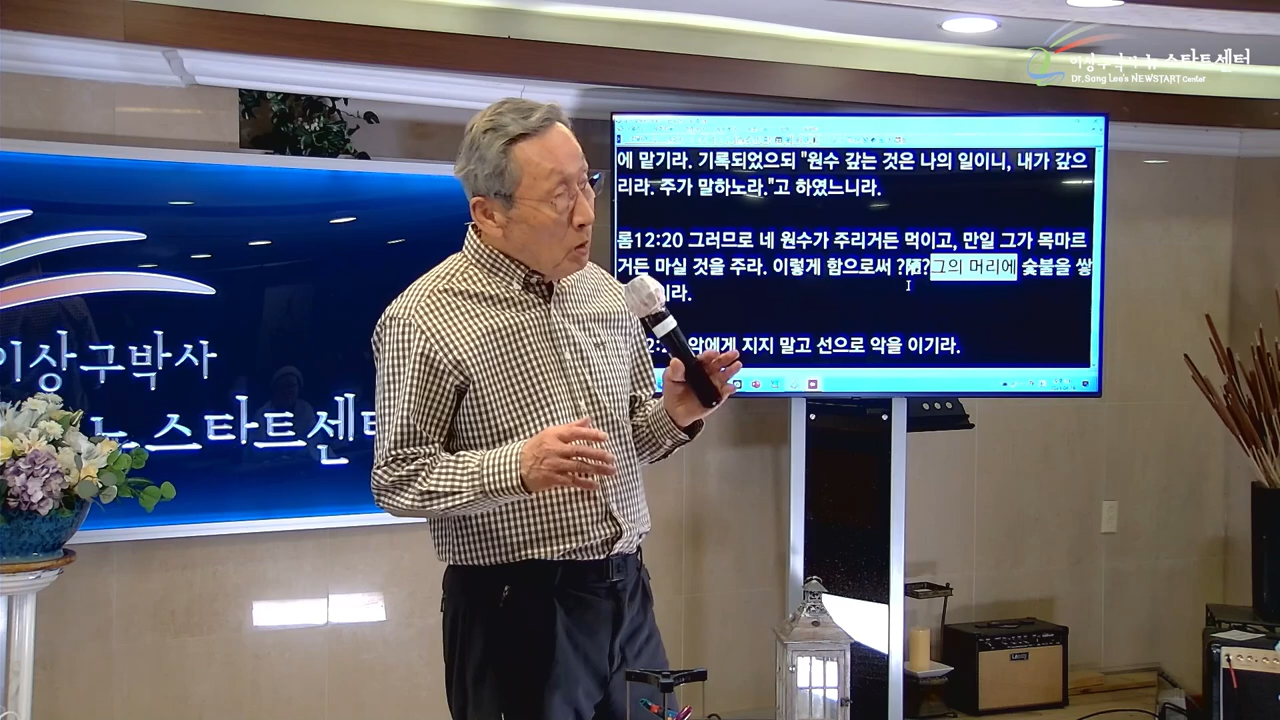 이상구박사 뉴스타트센터
Dr. Sang Lee's NEWSTART Center
에 맡기라. 기록되었으되 "원수 갚는 것은 나의 일이니, 내가 갚으
리라. 주가 말하노라."고 하였느니라.
롬12:20 그러므로 네 원수가 주리거든 먹이고, 만일 그가 목마르
거든 마실 것을 주라. 이렇게 함으로써 ?陋?그의 머리에 숯불을 쌓
이라.
악에게 지지 말고 선으로 악을 이기라.
이상구박사
뉴스타트센터